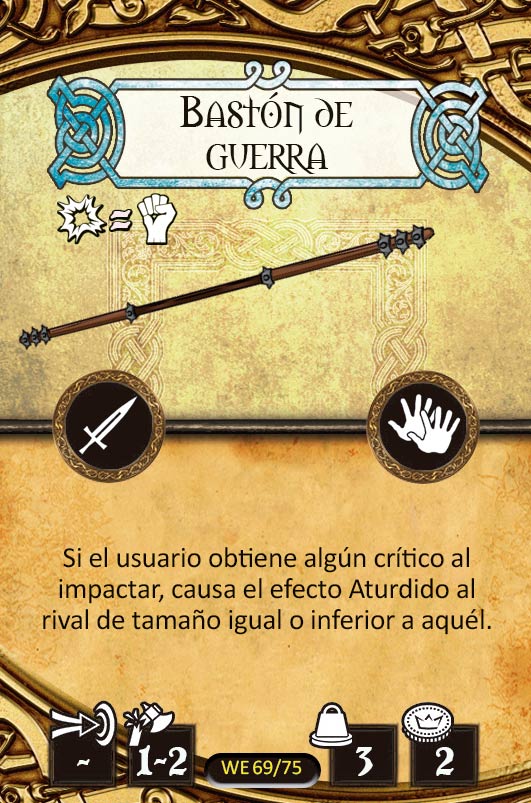 Bastón de
guerra
≈
Si el usuario obtiene algún crítico al
impactar, causa el efecto Aturdido al
rival de tamaño igual o inferior a aquél.
- 1-2 WE 69/75 3 2